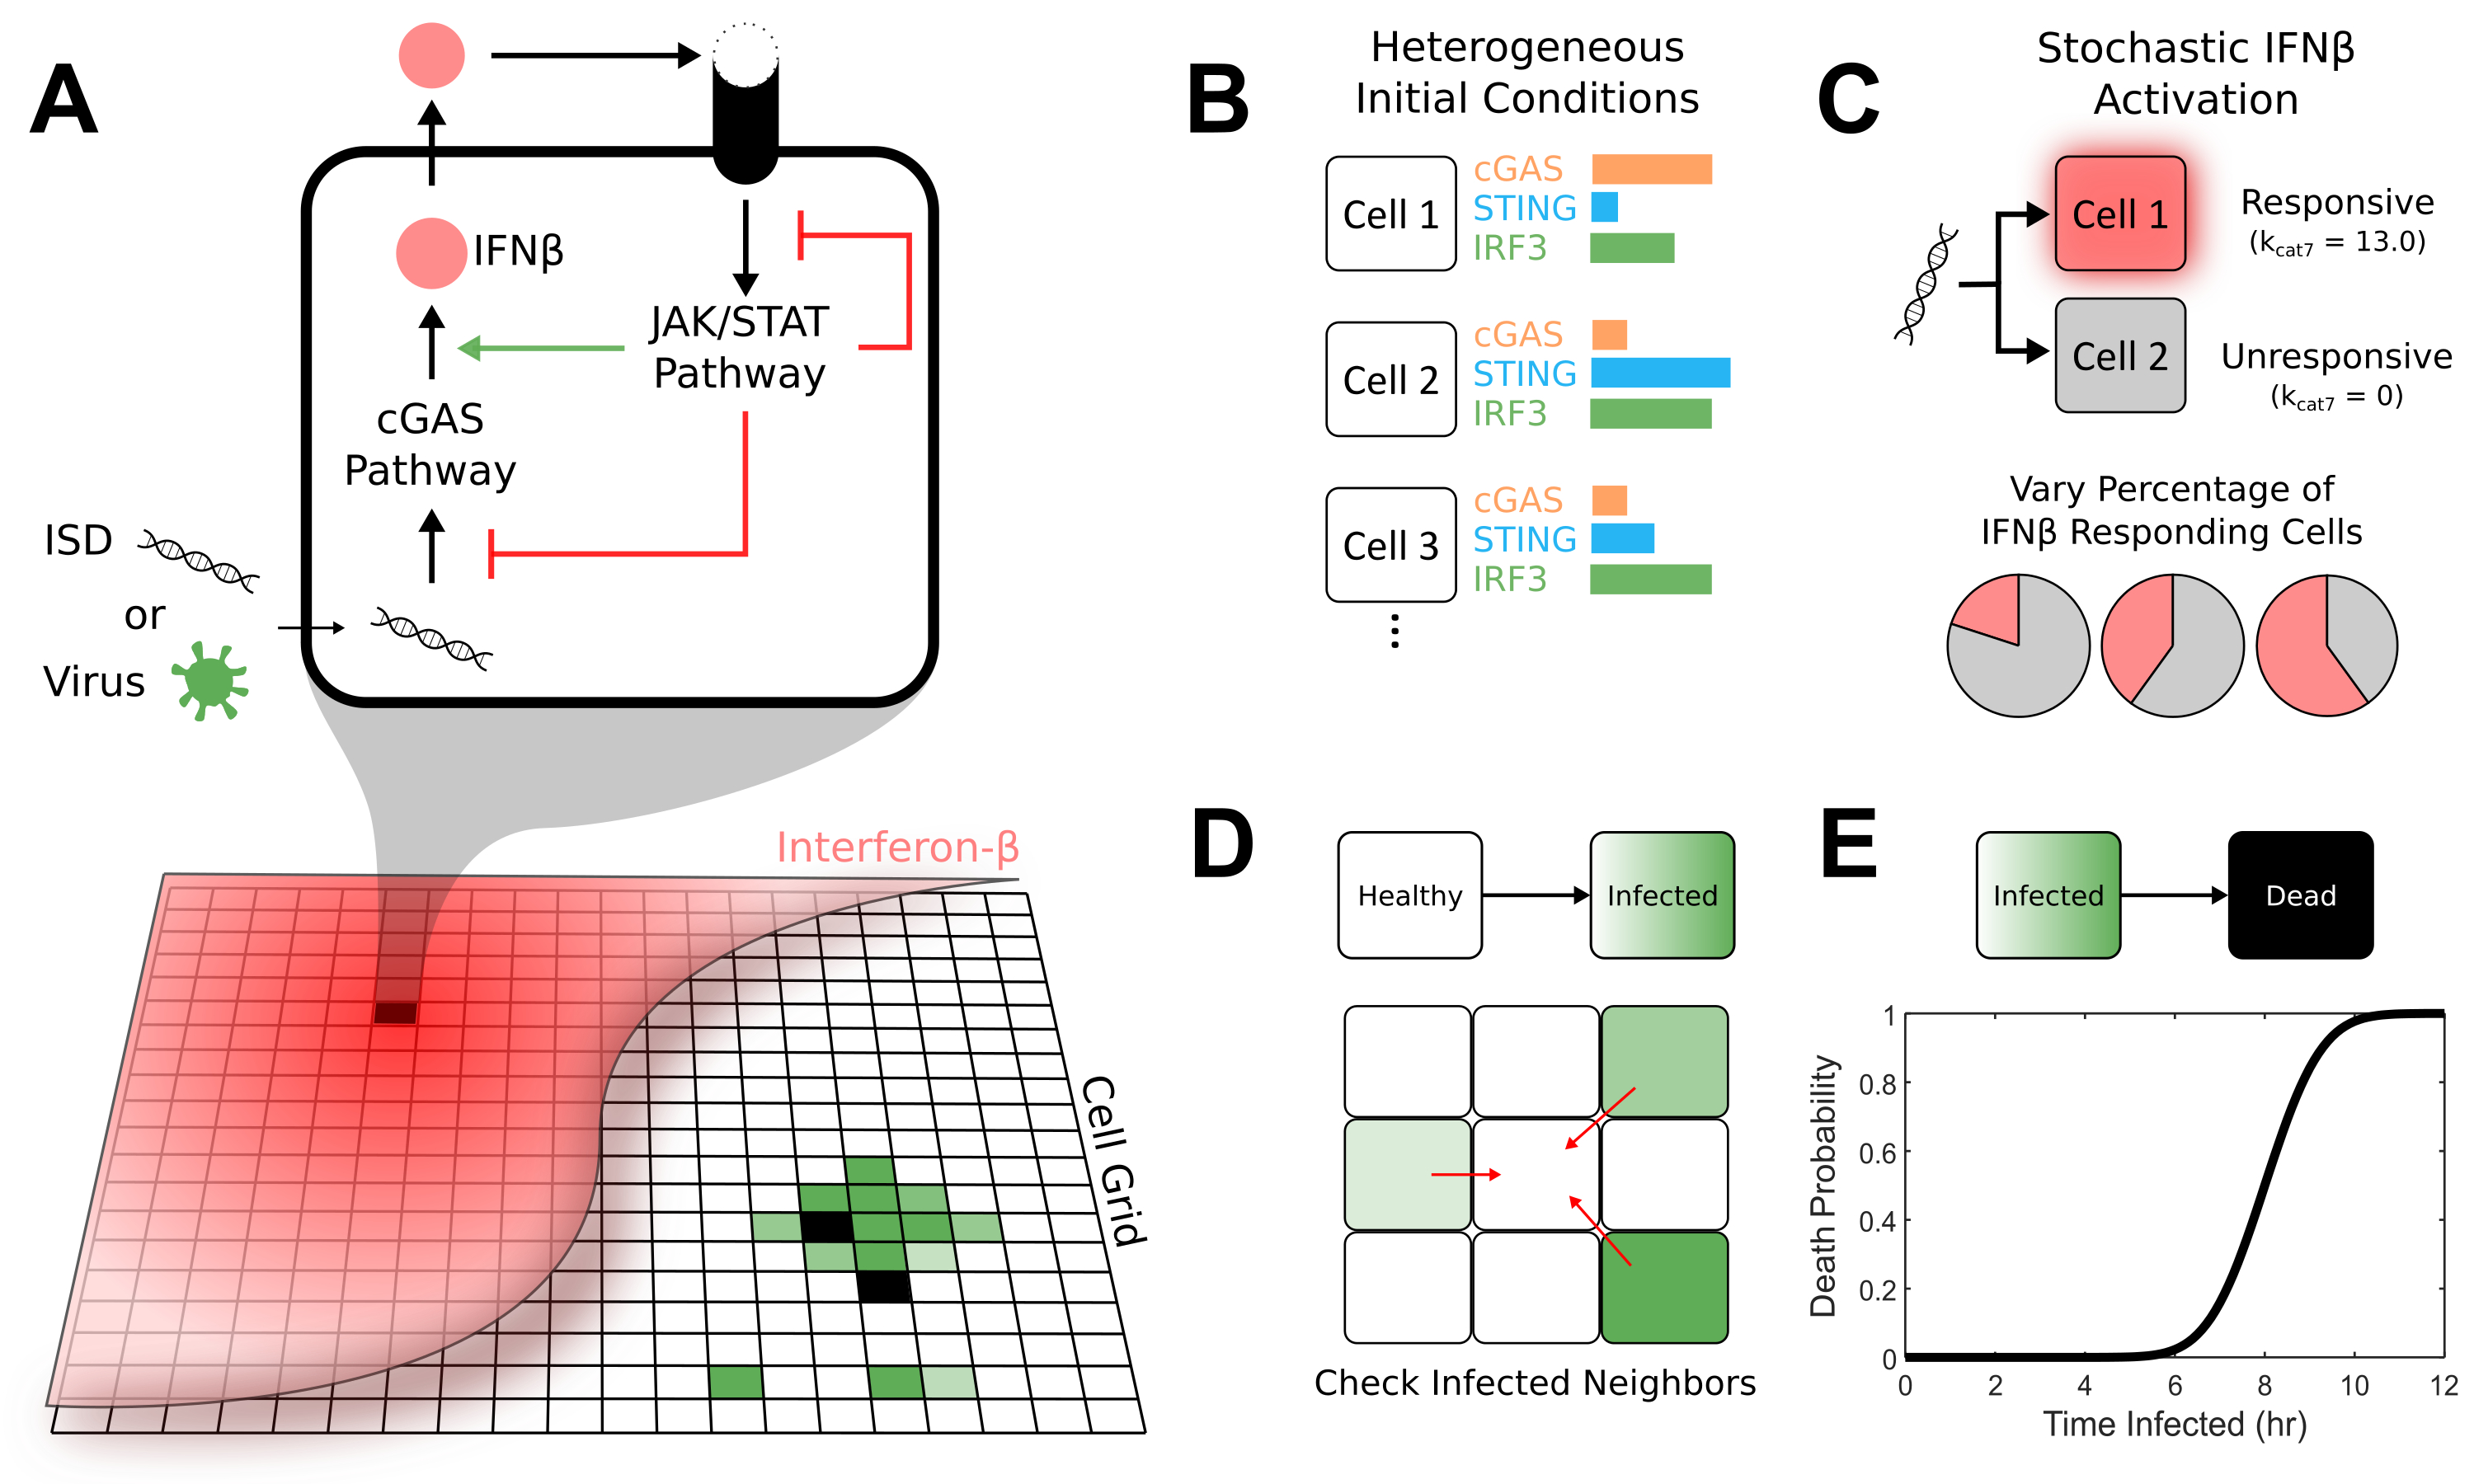 A
IFNβ
JAK/STAT
Pathway
cGAS
Pathway
ISD
or
Virus
Interferon-β
Cell Grid
B
Heterogeneous
Initial Conditions
Cell 1
cGAS
STING
IRF3
Cell 2
cGAS
STING
IRF3
Cell 3
cGAS
STING
IRF3
C
Stochastic IFNβ
Activation
Cell 1
Responsive
(kcat7 = 13.0)
Cell 2
Unresponsive
(kcat7 = 0)
Vary Percentage of
IFNβ Responding Cells
D
Healthy
Infected
Check Infected Neighbors
E
Infected
Dead
Death Probability
1
0.8
0.6
0.4
0.2
0
0 2 4 6 8 10 12
Time Infected (hr)